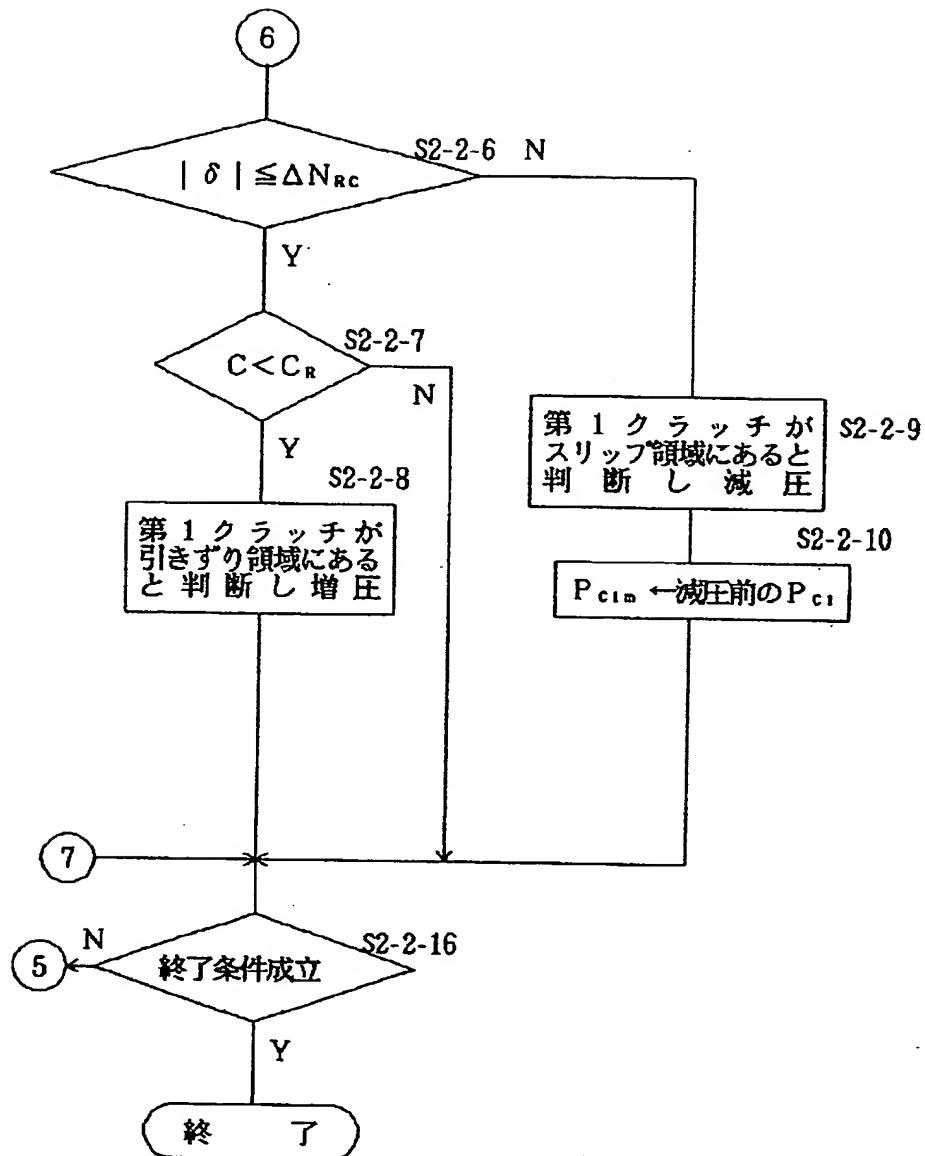 6
S2-2-6 N
| δ | ≦ΔN_RC
Y
S2-2-7
C<C_R
N
Y
S2-2-8
第1クラッチが
引きずり領域にある
と判断し増圧
第1クラッチが
スリップ領域にあると
判断し減圧
S2-2-9
S2-2-10
P_C1m ←減圧前のP_C1
7
N
S2-2-16
5
終了条件成立
Y
終 了